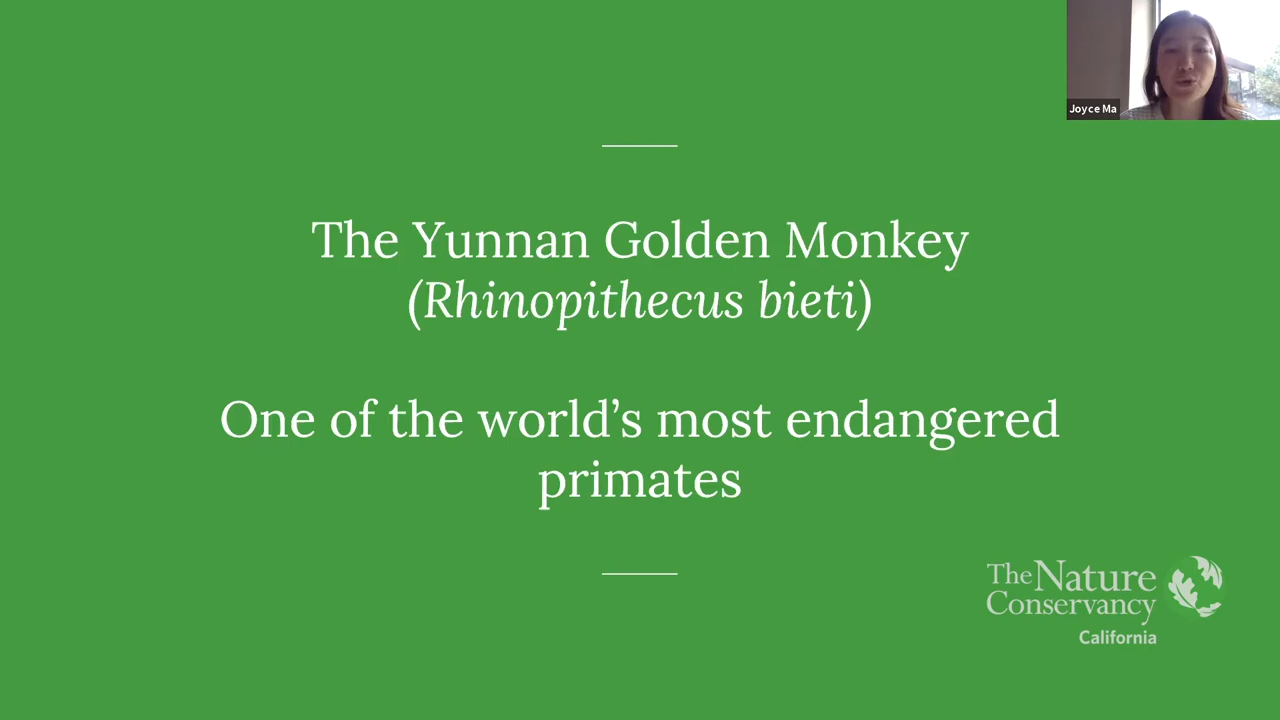 Joyce Ma
The Yunnan Golden Monkey
(Rhinopithecus bieti)
One of the world’s most endangered
primates
The Nature
Conservancy
California